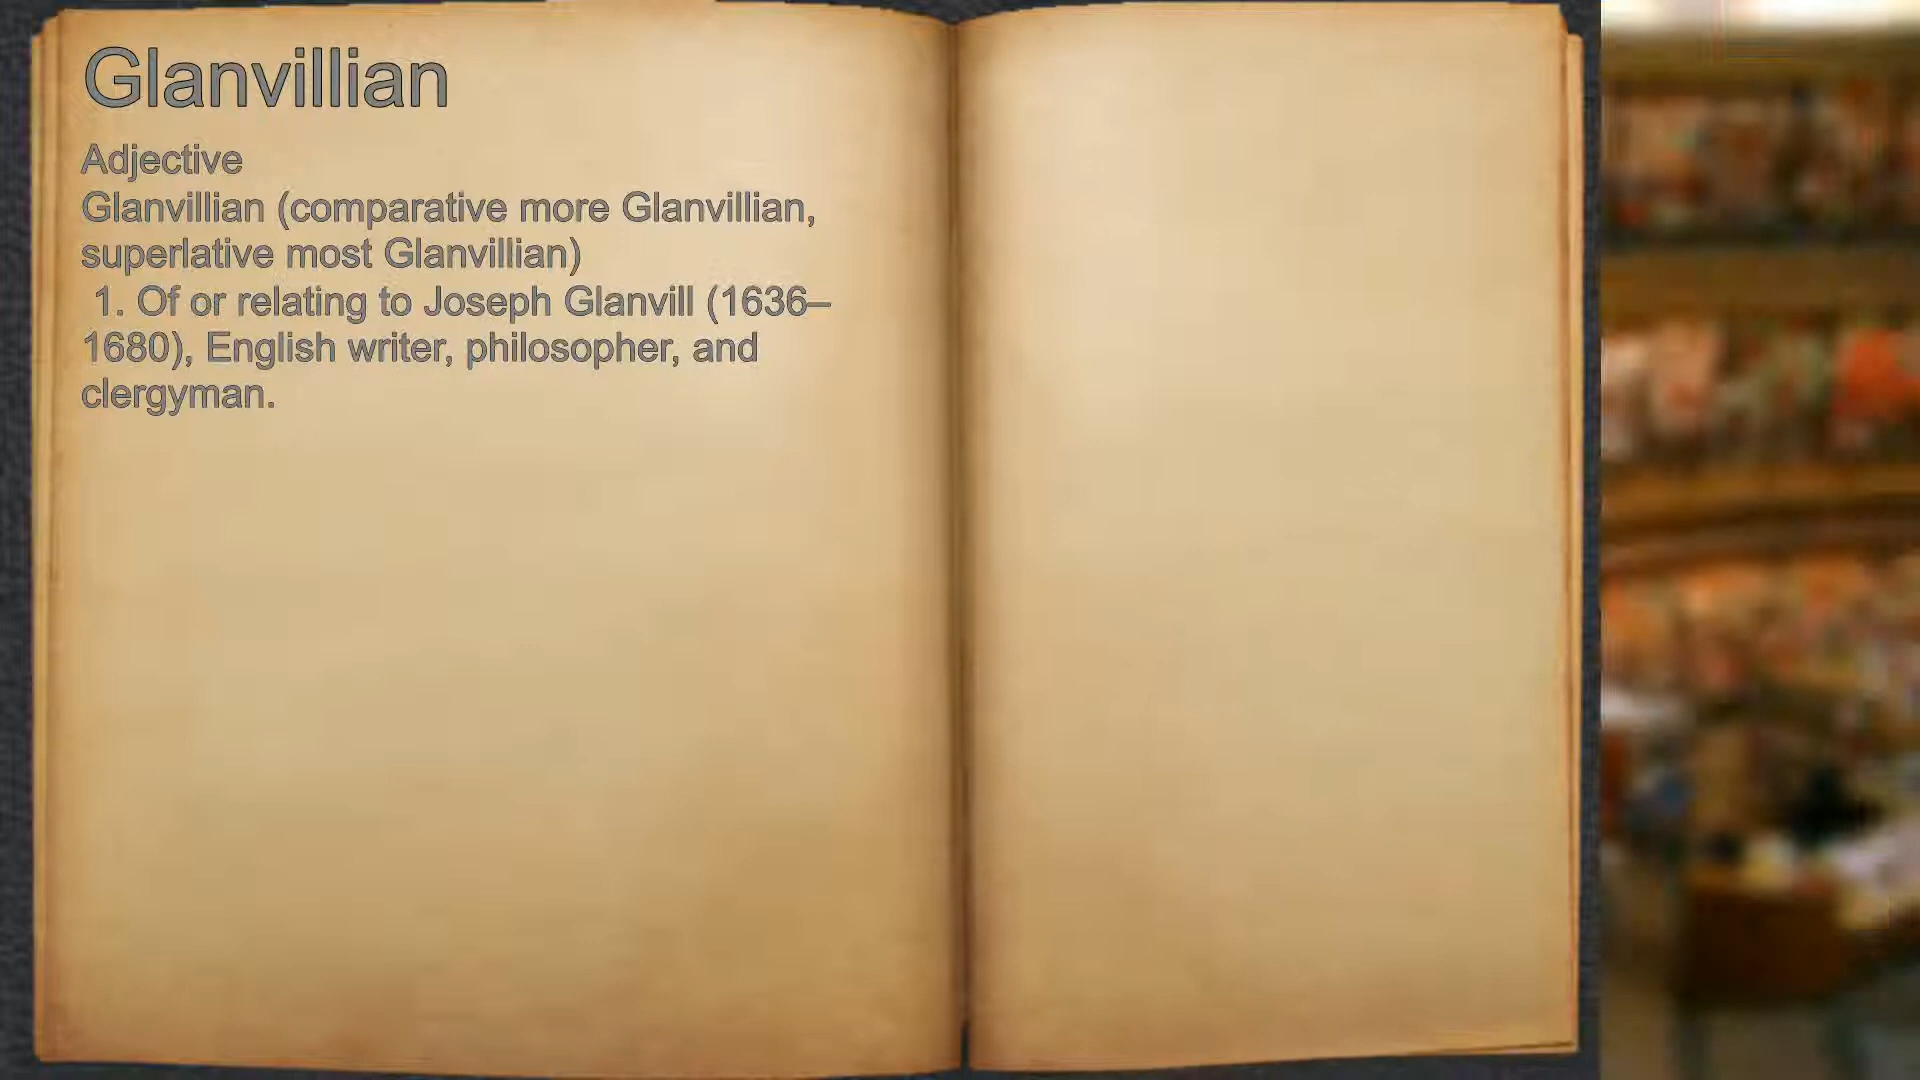 Glanvillian
Adjective
Glanvillian (comparative more Glanvillian,
superlative most Glanvillian)
1. Of or relating to Joseph Glanvill (1636–
1680), English writer, philosopher, and
clergyman.